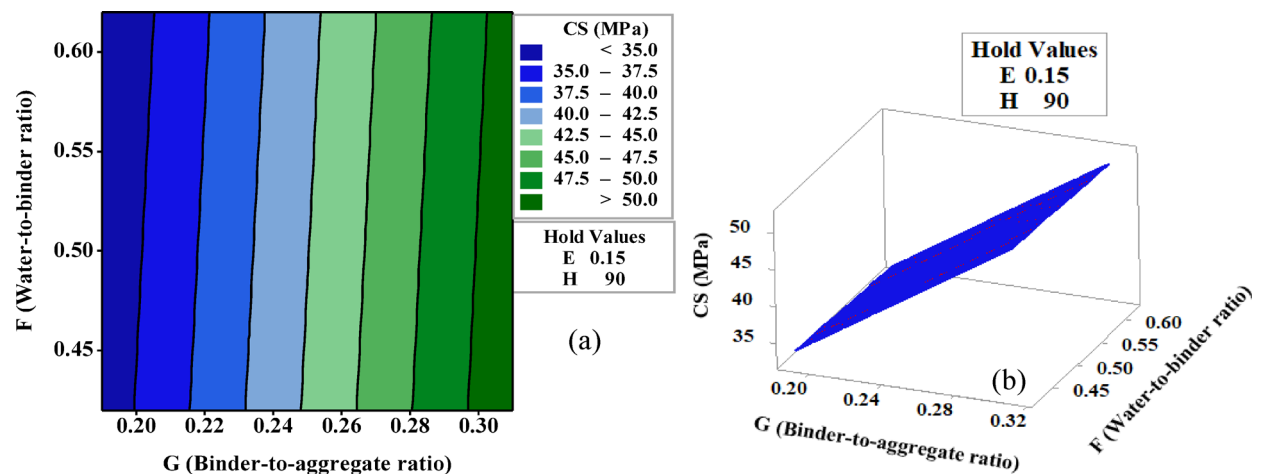 0.60
0.55
0.50
0.45
F (Water-to-binder ratio)
0.20 0.22 0.24 0.26 0.28 0.30
G (Binder-to-aggregate ratio)
CS (MPa)
< 35.0
35.0 – 37.5
37.5 – 40.0
40.0 – 42.5
42.5 – 45.0
45.0 – 47.5
47.5 – 50.0
> 50.0
Hold Values
E 0.15
H 90
(a)
Hold Values
E 0.15
H 90
50
45
40
35
CS (MPa)
0.20 0.24 0.28 0.32
G (Binder-to-aggregate ratio)
0.60
0.55
0.50
0.45
F (Water-to-binder ratio)
(b)